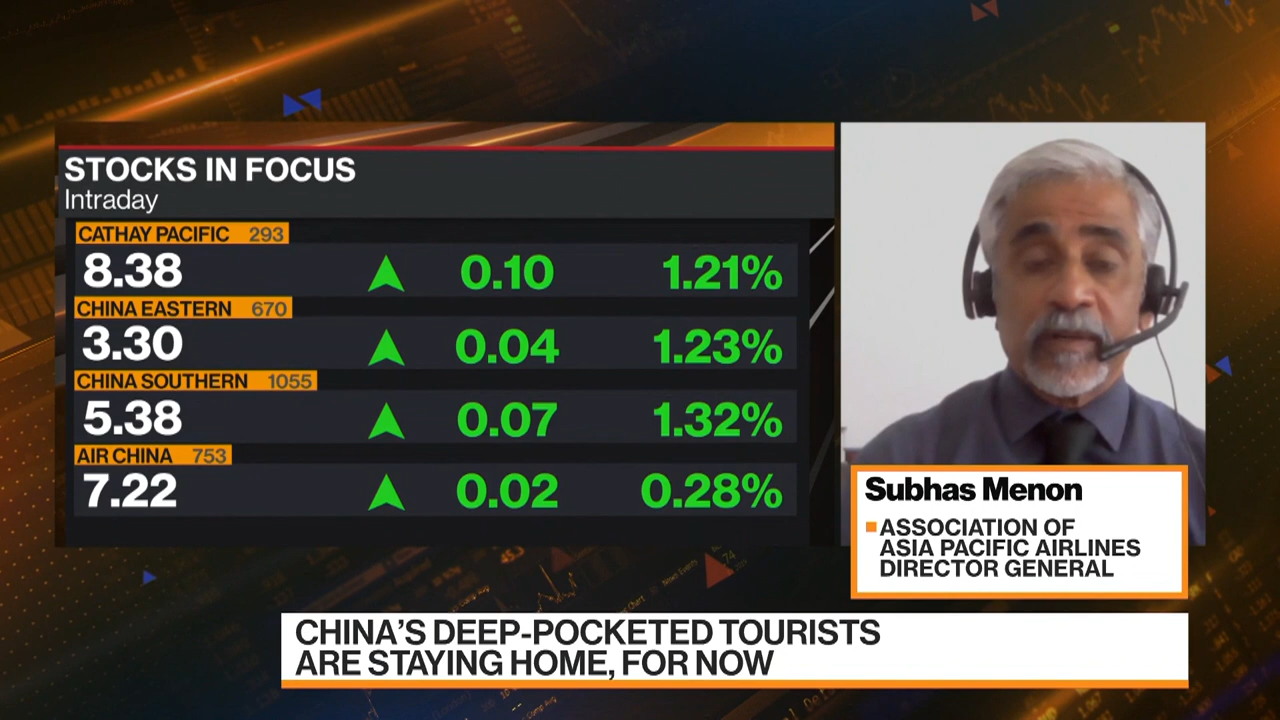 STOCKS IN FOCUS
Intraday
CATHAY PACIFIC 293
8.38 0.10 1.21%
CHINA EASTERN 670
3.30 0.04 1.23%
CHINA SOUTHERN 1055
5.38 0.07 1.32%
AIR CHINA 753
7.22 0.02 0.28%
Subhas Menon
ASSOCIATION OF
ASIA PACIFIC AIRLINES
DIRECTOR GENERAL
CHINA'S DEEP-POCKETED TOURISTS
ARE STAYING HOME, FOR NOW